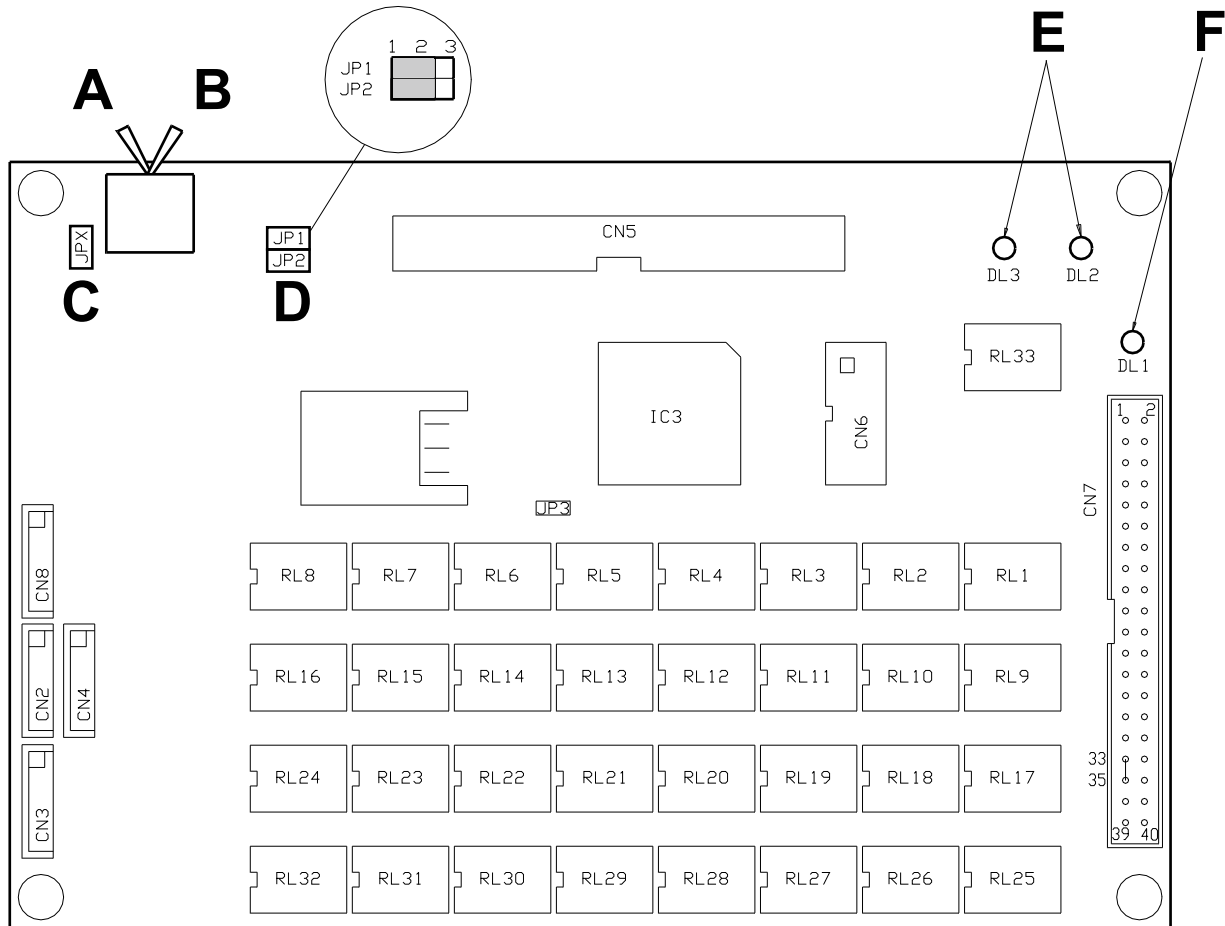 E F
1 2 3
JP1
JP2
A B
JPX
JP1
JP2
CN5
DL3 DL2
C D
RL33
DL1
IC3
CN6
1 2
CN7
JP3
CN8
RL8 RL7 RL6 RL5 RL4 RL3 RL2 RL1
CN2 CN4
RL16 RL15 RL14 RL13 RL12 RL11 RL10 RL9
33
35
RL24 RL23 RL22 RL21 RL20 RL19 RL18 RL17
CN3
39 40
RL32 RL31 RL30 RL29 RL28 RL27 RL26 RL25